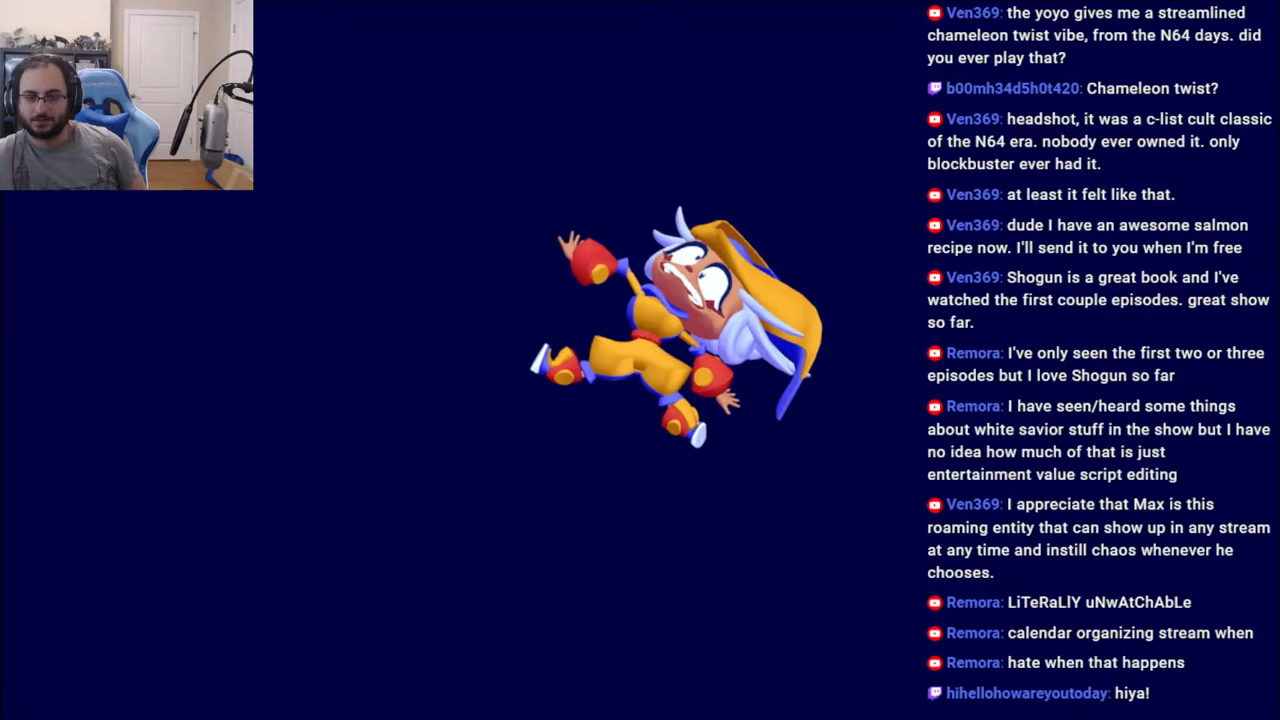 Ven369: the yoyo gives me a streamlined
chameleon twist vibe, from the N64 days. did
you ever play that?
b00mh34d5h0t420: Chameleon twist?
Ven369: headshot, it was a c-list cult classic
of the N64 era. nobody ever owned it. only
blockbuster ever had it.
Ven369: at least it felt like that.
Ven369: dude I have an awesome salmon
recipe now. I'll send it to you when I'm free
Ven369: Shogun is a great book and I've
watched the first couple episodes. great show
so far.
Remora: I've only seen the first two or three
episodes but I love Shogun so far
Remora: I have seen/heard some things
about white savior stuff in the show but I have
no idea how much of that is just
entertainment value script editing
Ven369: I appreciate that Max is this
roaming entity that can show up in any stream
at any time and instill chaos whenever he
chooses.
Remora: LiTeRaLlY uNwAtChAbLe
Remora: calendar organizing stream when
Remora: hate when that happens
hihellohowareyoutoday: hiya!